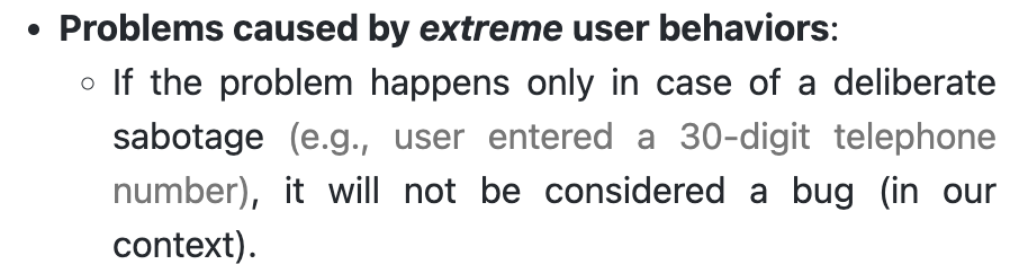 • Problems caused by extreme user behaviors:
◦ If the problem happens only in case of a deliberate
sabotage (e.g., user entered a 30-digit telephone
number), it will not be considered a bug (in our
context).